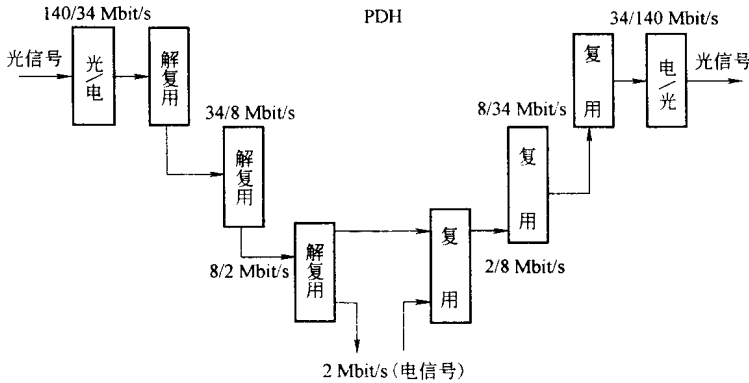 140/34 Mbit/s
PDH
34/140 Mbit/s
光信号
光/电
解复用
34/8 Mbit/s
解复用
8/2 Mbit/s
解复用
2 Mbit/s (电信号)
复用
2/8 Mbit/s
复用
8/34 Mbit/s
复用
电/光
光信号